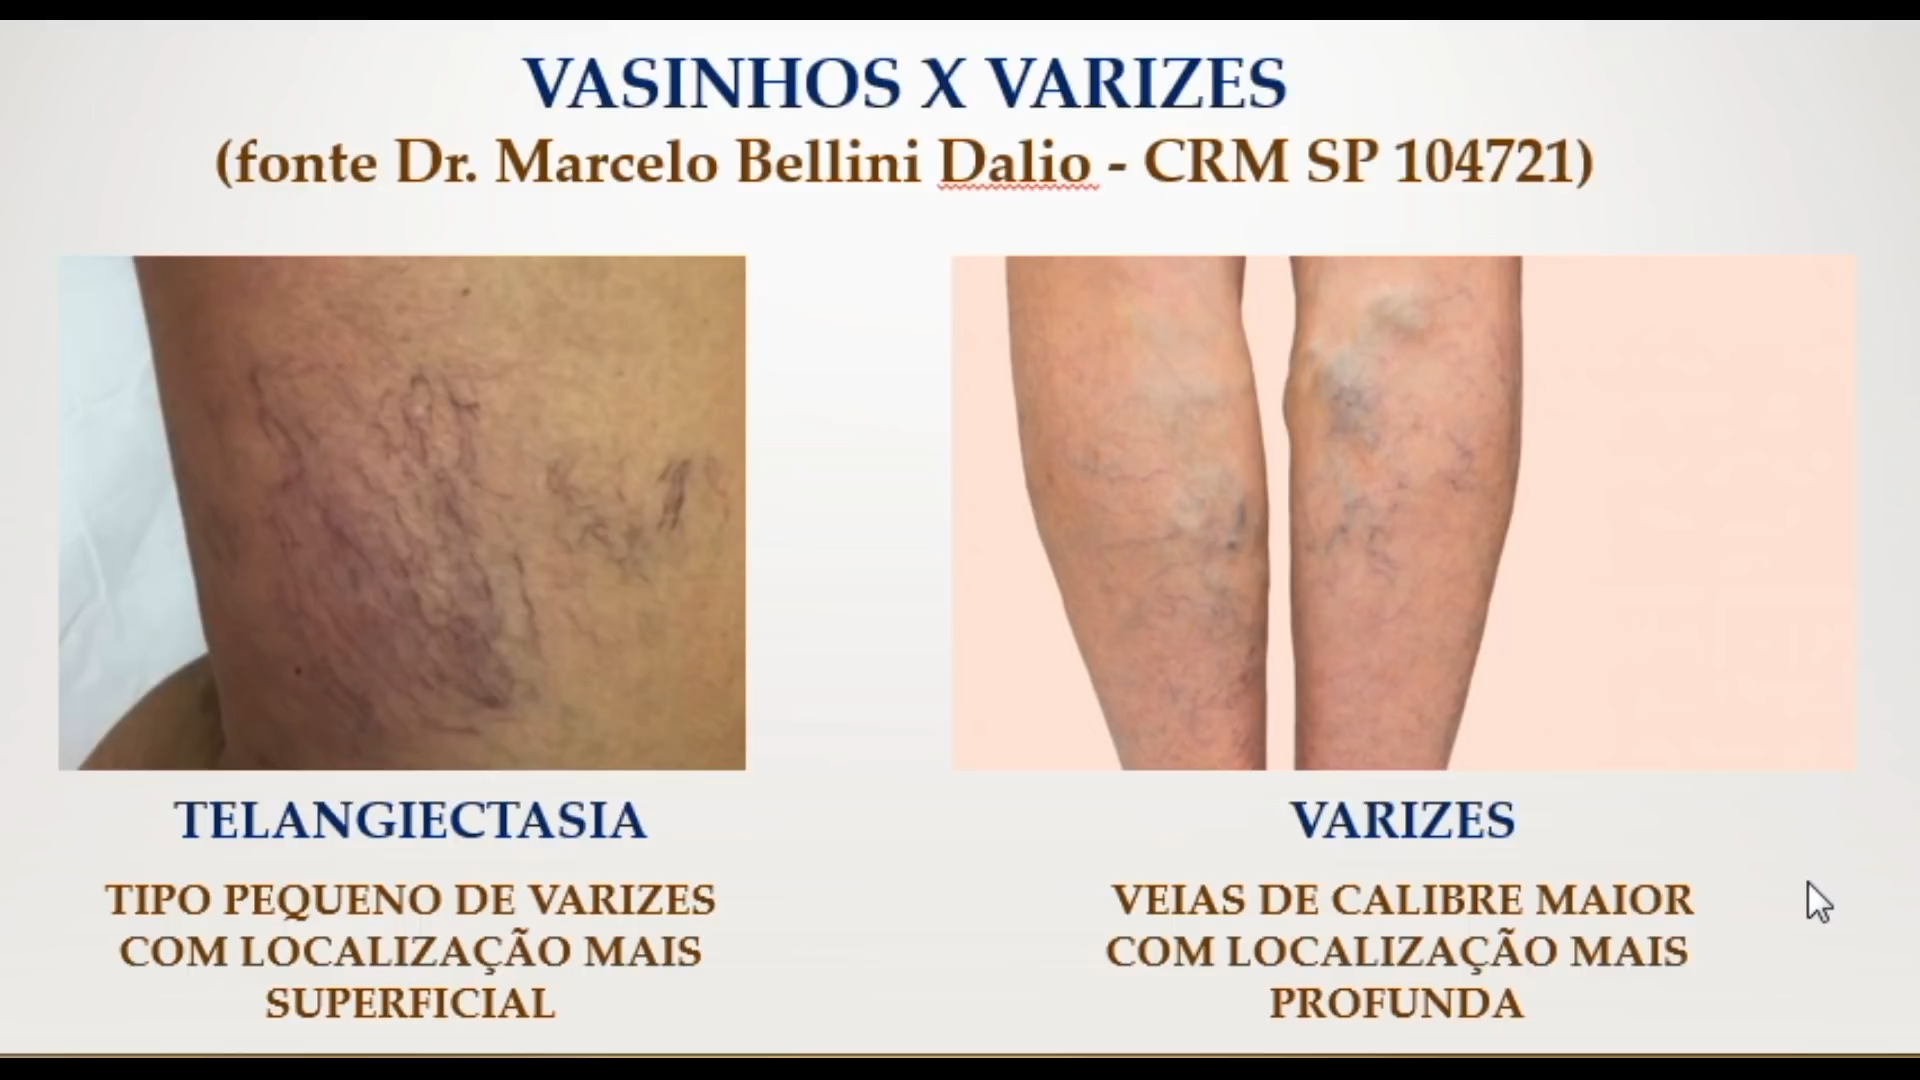 VASINHOS X VARIZES
(fonte Dr. Marcelo Bellini Dalio - CRM SP 104721)
TELANGIECTASIA
TIPO PEQUENO DE VARIZES
COM LOCALIZAÇÃO MAIS
SUPERFICIAL
VARIZES
VEIAS DE CALIBRE MAIOR
COM LOCALIZAÇÃO MAIS
PROFUNDA